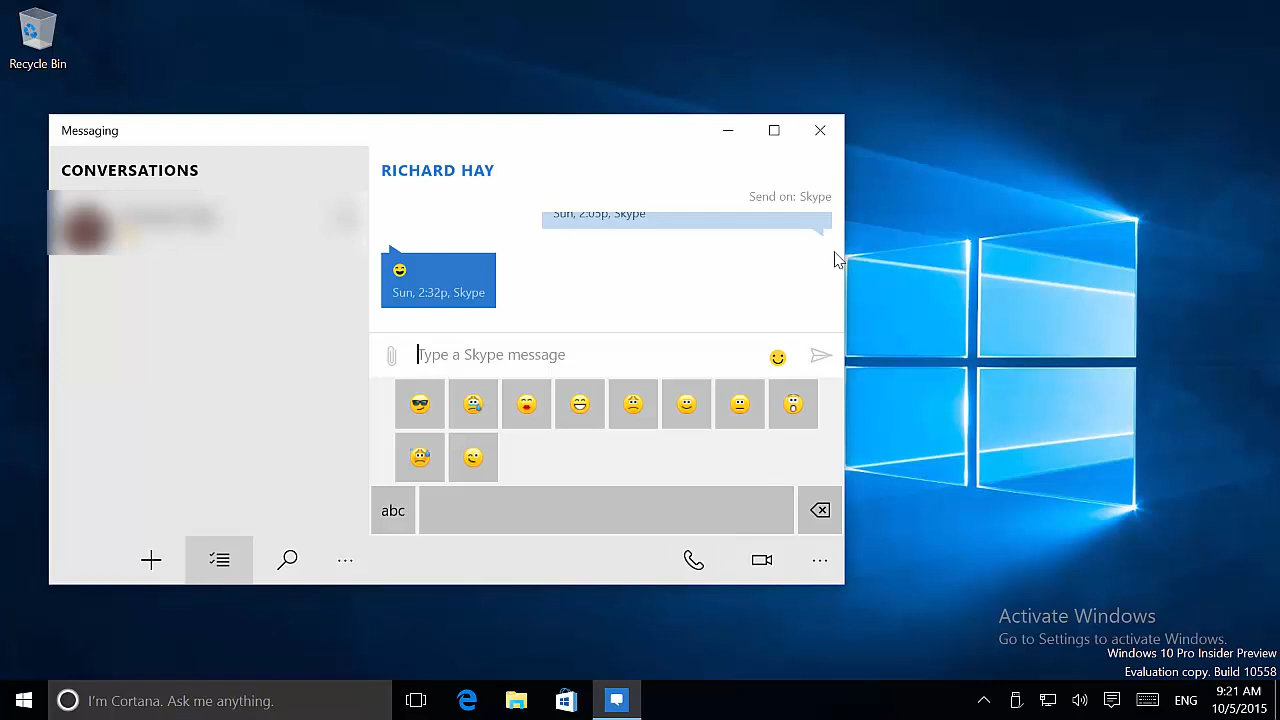 Recycle Bin
Messaging
CONVERSATIONS
RICHARD HAY
Send on: Skype
Sun, 2:05p, Skype
Sun, 2:32p, Skype
Type a Skype message
abc
Activate Windows
Go to Settings to activate Windows.
Windows 10 Pro Insider Preview
Evaluation copy. Build 10558
I'm Cortana. Ask me anything.
ENG
9:21 AM
10/5/2015